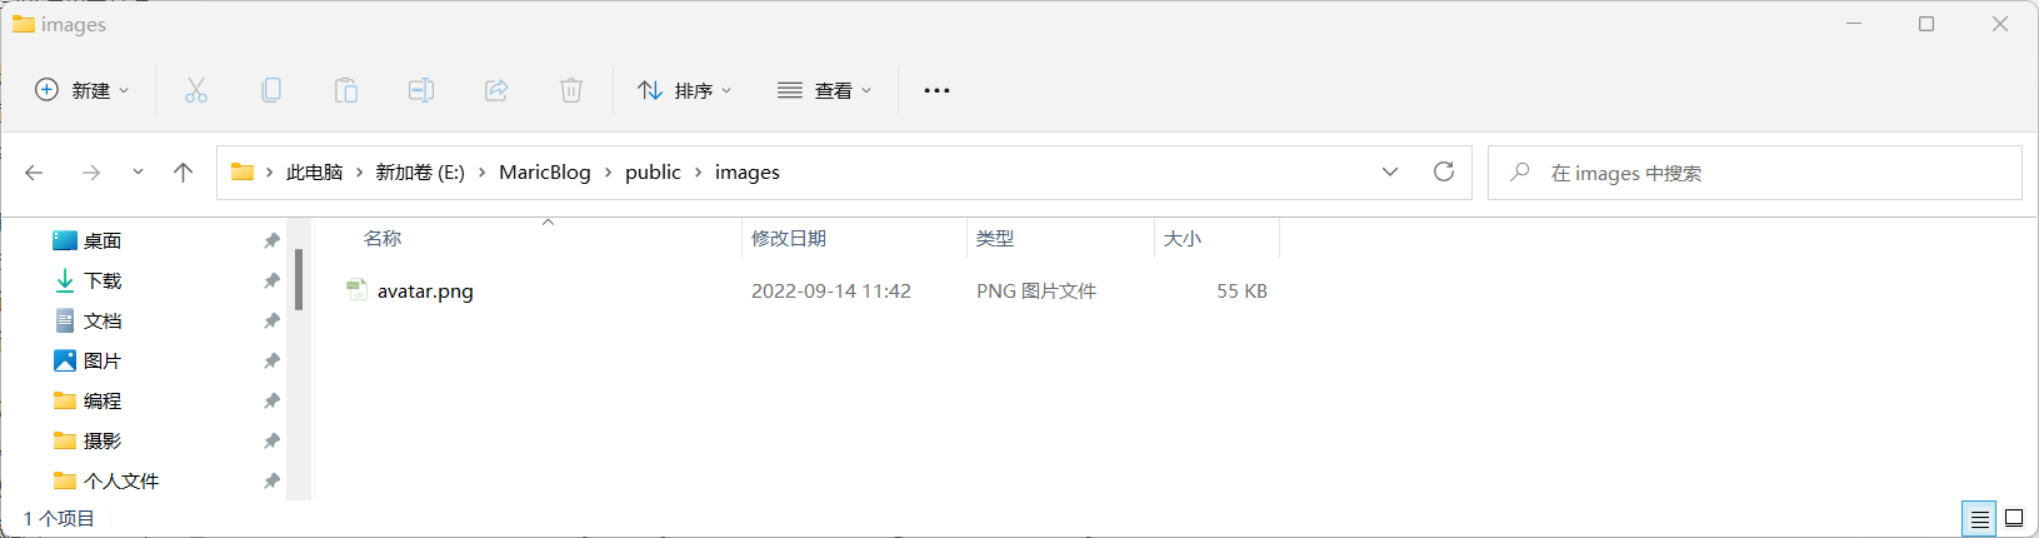 images
新建 排序 查看
此电脑 › 新加卷 (E:) › MaricBlog › public › images
在 images 中搜索
名称 修改日期 类型 大小
avatar.png 2022-09-14 11:42 PNG 图片文件 55 KB
桌面
下载
文档
图片
编程
摄影
个人文件
1 个项目